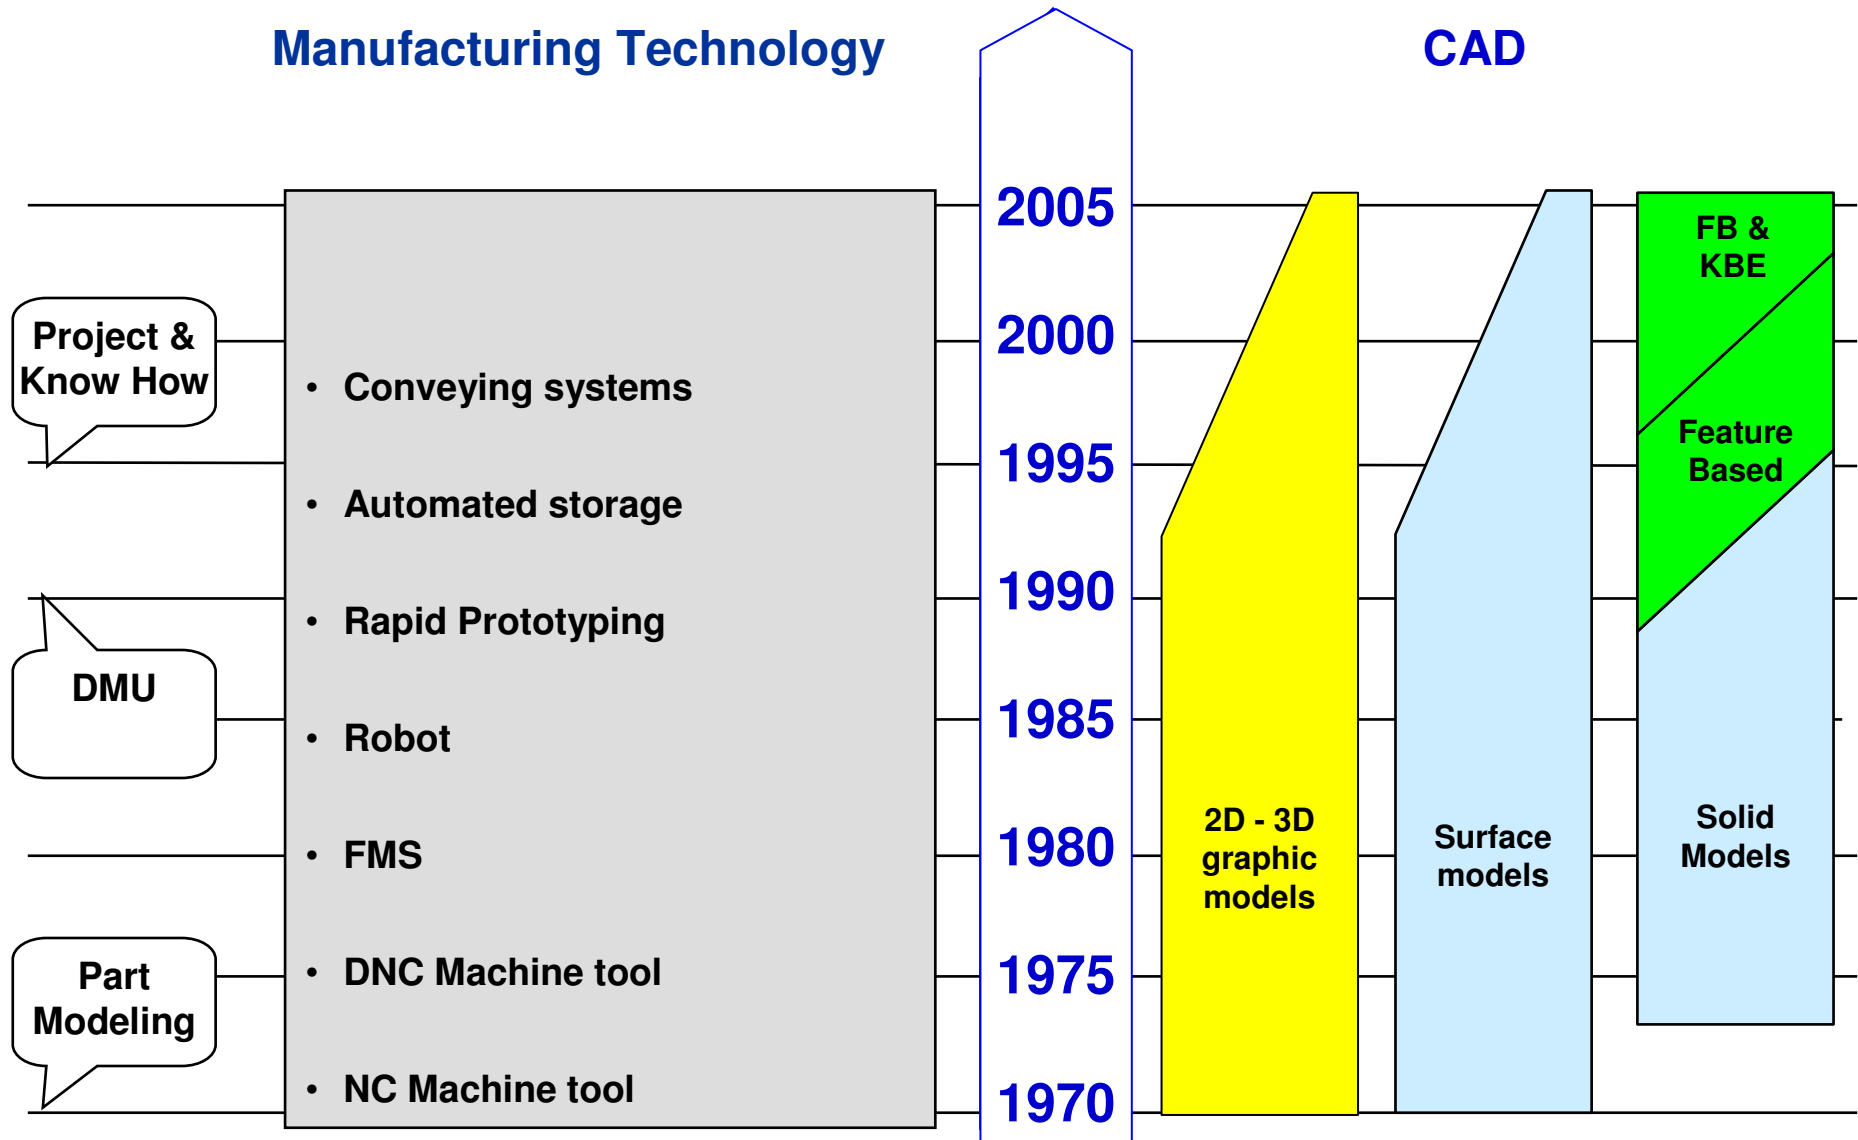 Manufacturing Technology
CAD
Project &
Know How
DMU
Part
Modeling
• Conveying systems
• Automated storage
• Rapid Prototyping
• Robot
• FMS
• DNC Machine tool
• NC Machine tool
2005
2000
1995
1990
1985
1980
1975
1970
2D - 3D
graphic
models
Surface
models
FB &
KBE
Feature
Based
Solid
Models